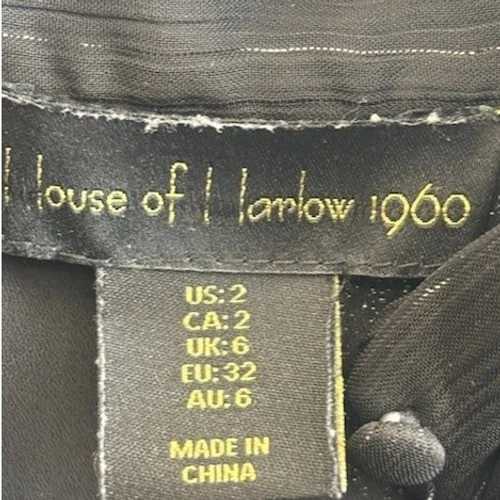 House of Harlow 1960
US: 2
CA: 2
UK: 6
EU: 32
AU: 6
MADE IN
CHINA